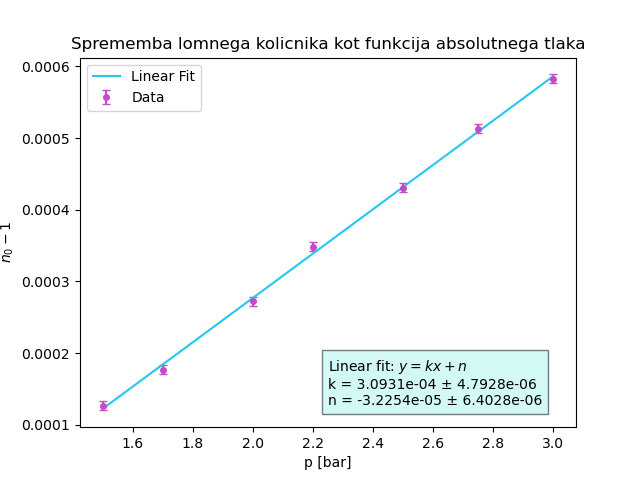 Sprememba lomnega kolicnika kot funkcija absolutnega tlaka
Linear Fit
Data
0.0006
0.0005
0.0004
0.0003
0.0002
0.0001
n₀ − 1
Linear fit: y = kx + n
k = 3.0931e-04 ± 4.7928e-06
n = -3.2254e-05 ± 6.4028e-06
1.6 1.8 2.0 2.2 2.4 2.6 2.8 3.0
p [bar]